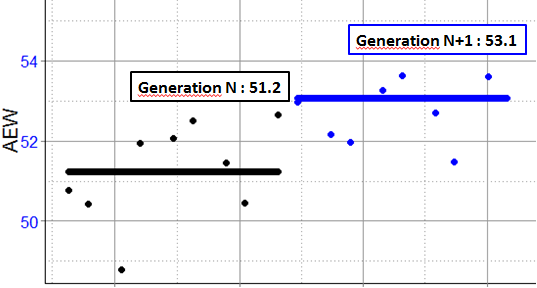 Generation N+1 : 53.1
54
Generation N : 51.2
AEW
52
50